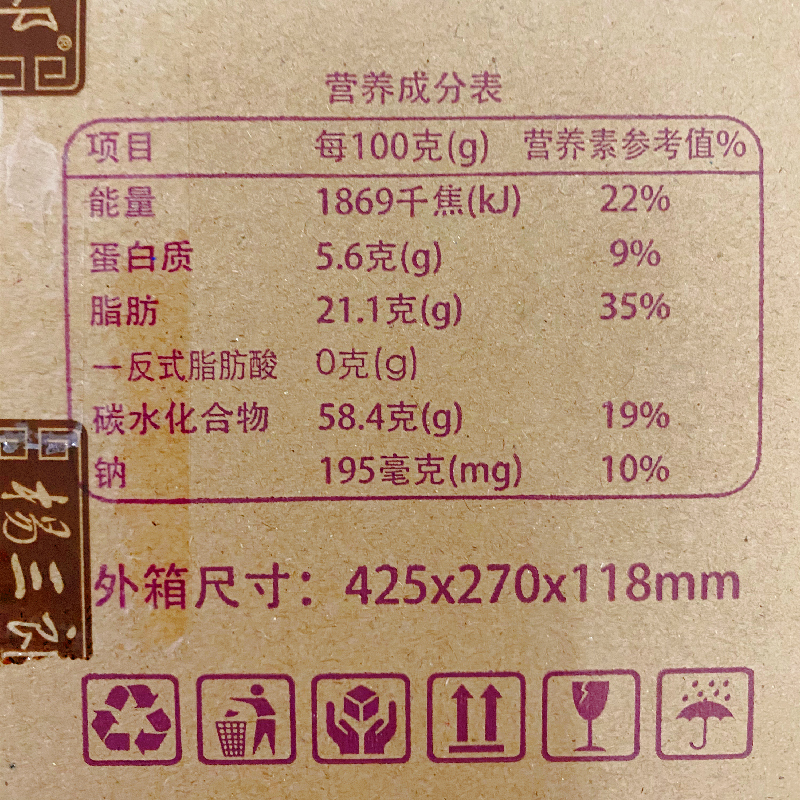 营养成分表
项目 每100克(g) 营养素参考值%
能量 1869千焦(kJ) 22%
蛋白质 5.6克(g) 9%
脂肪 21.1克(g) 35%
一反式脂肪酸 0克(g)
碳水化合物 58.4克(g) 19%
钠 195毫克(mg) 10%
杨三
外箱尺寸：425x270x118mm